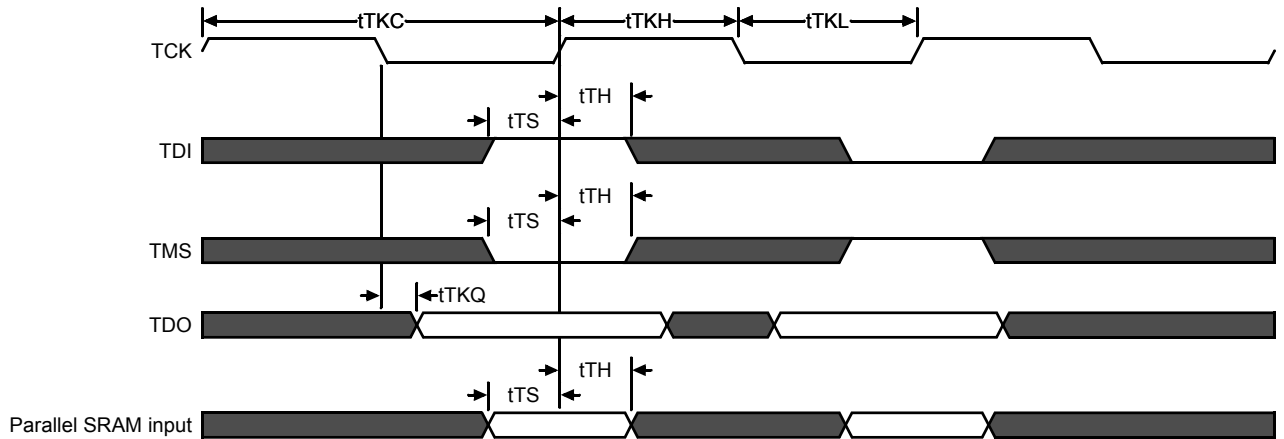 tTKC
tTKH
tTKL
TCK
tTH
tTS
TDI
tTH
tTS
TMS
tTKQ
TDO
tTH
tTS
Parallel SRAM input